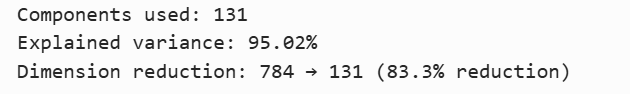 Components used: 131
Explained variance: 95.02%
Dimension reduction: 784 → 131 (83.3% reduction)